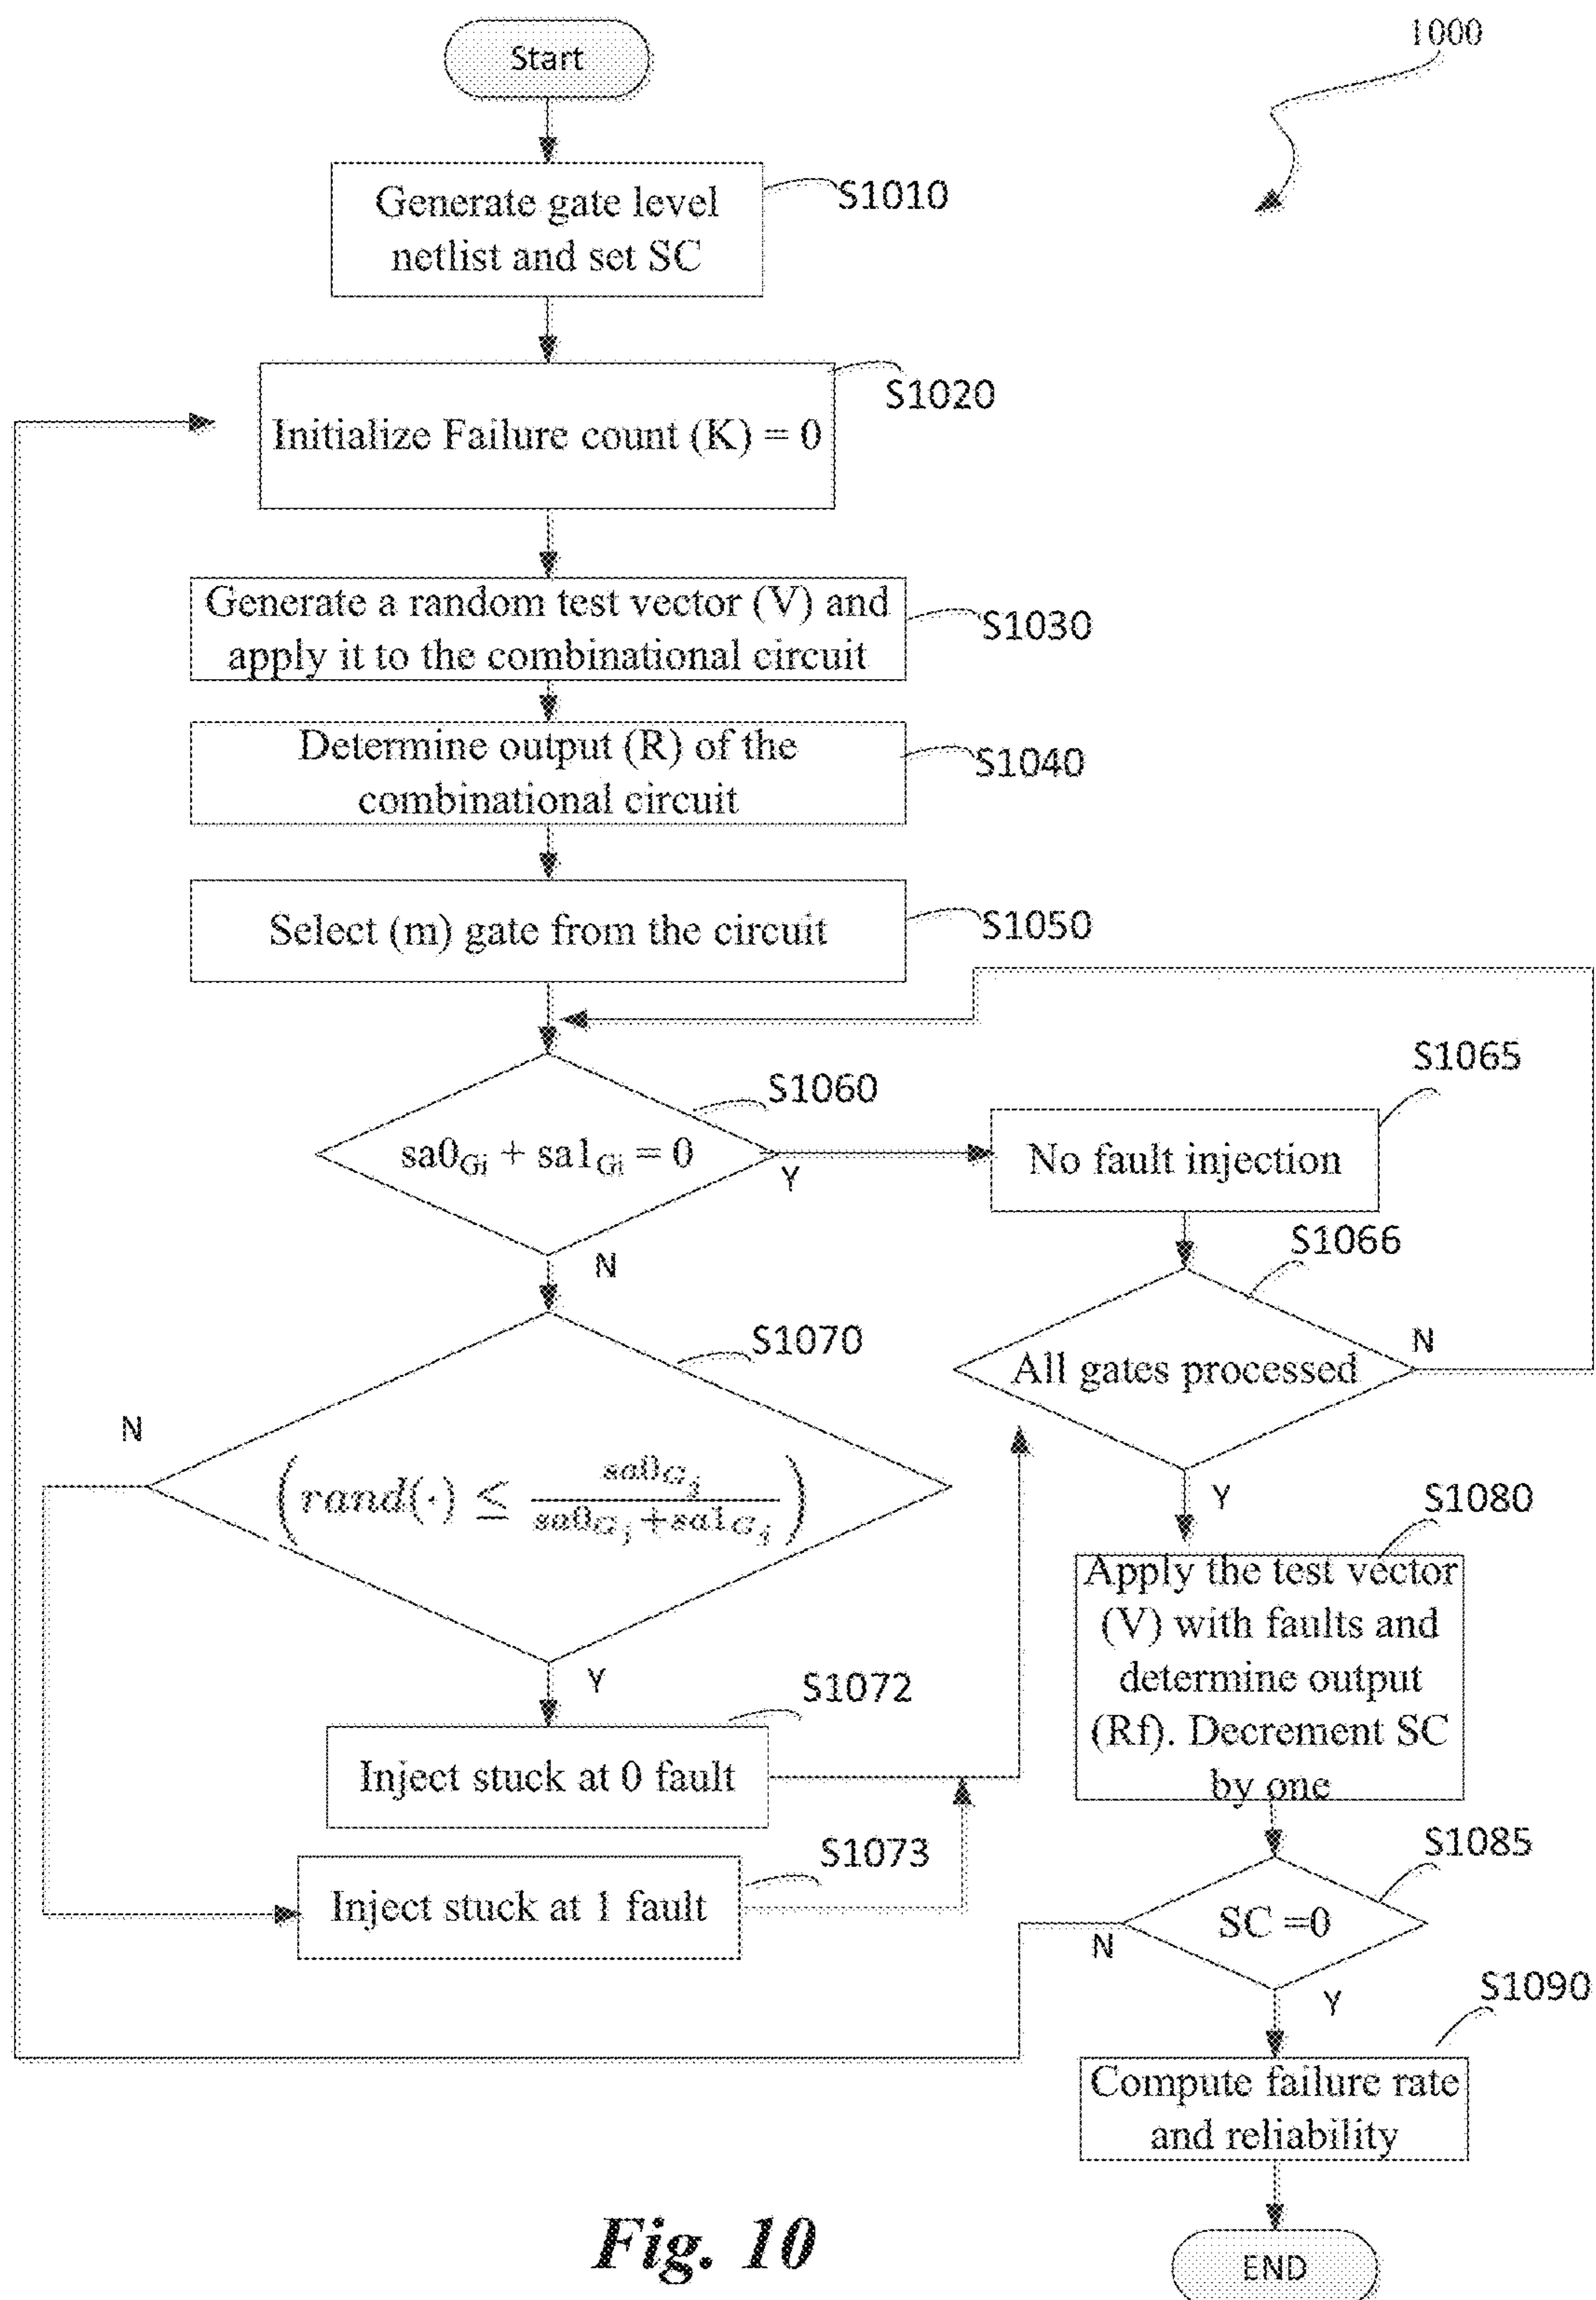 Start
1000
Generate gate level
netlist and set SC
S1010
Initialize Failure count (K) = 0
S1020
Generate a random test vector (V) and
apply it to the combinational circuit
S1030
Determine output (R) of the
combinational circuit
S1040
Select (m) gate from the circuit
S1050
sa0Gi + sa1Gi = 0
S1060
Y
N
No fault injection
S1065
All gates processed
S1066
N
Y
(rand(·) ≤ sa0Gj / sa0Gj+sa1Gj)
S1070
N
Y
Inject stuck at 0 fault
S1072
Inject stuck at 1 fault
S1073
Apply the test vector
(V) with faults and
determine output
(Rf). Decrement SC
by one
S1080
SC =0
S1085
N
Y
Compute failure rate
and reliability
S1090
END
Fig. 10